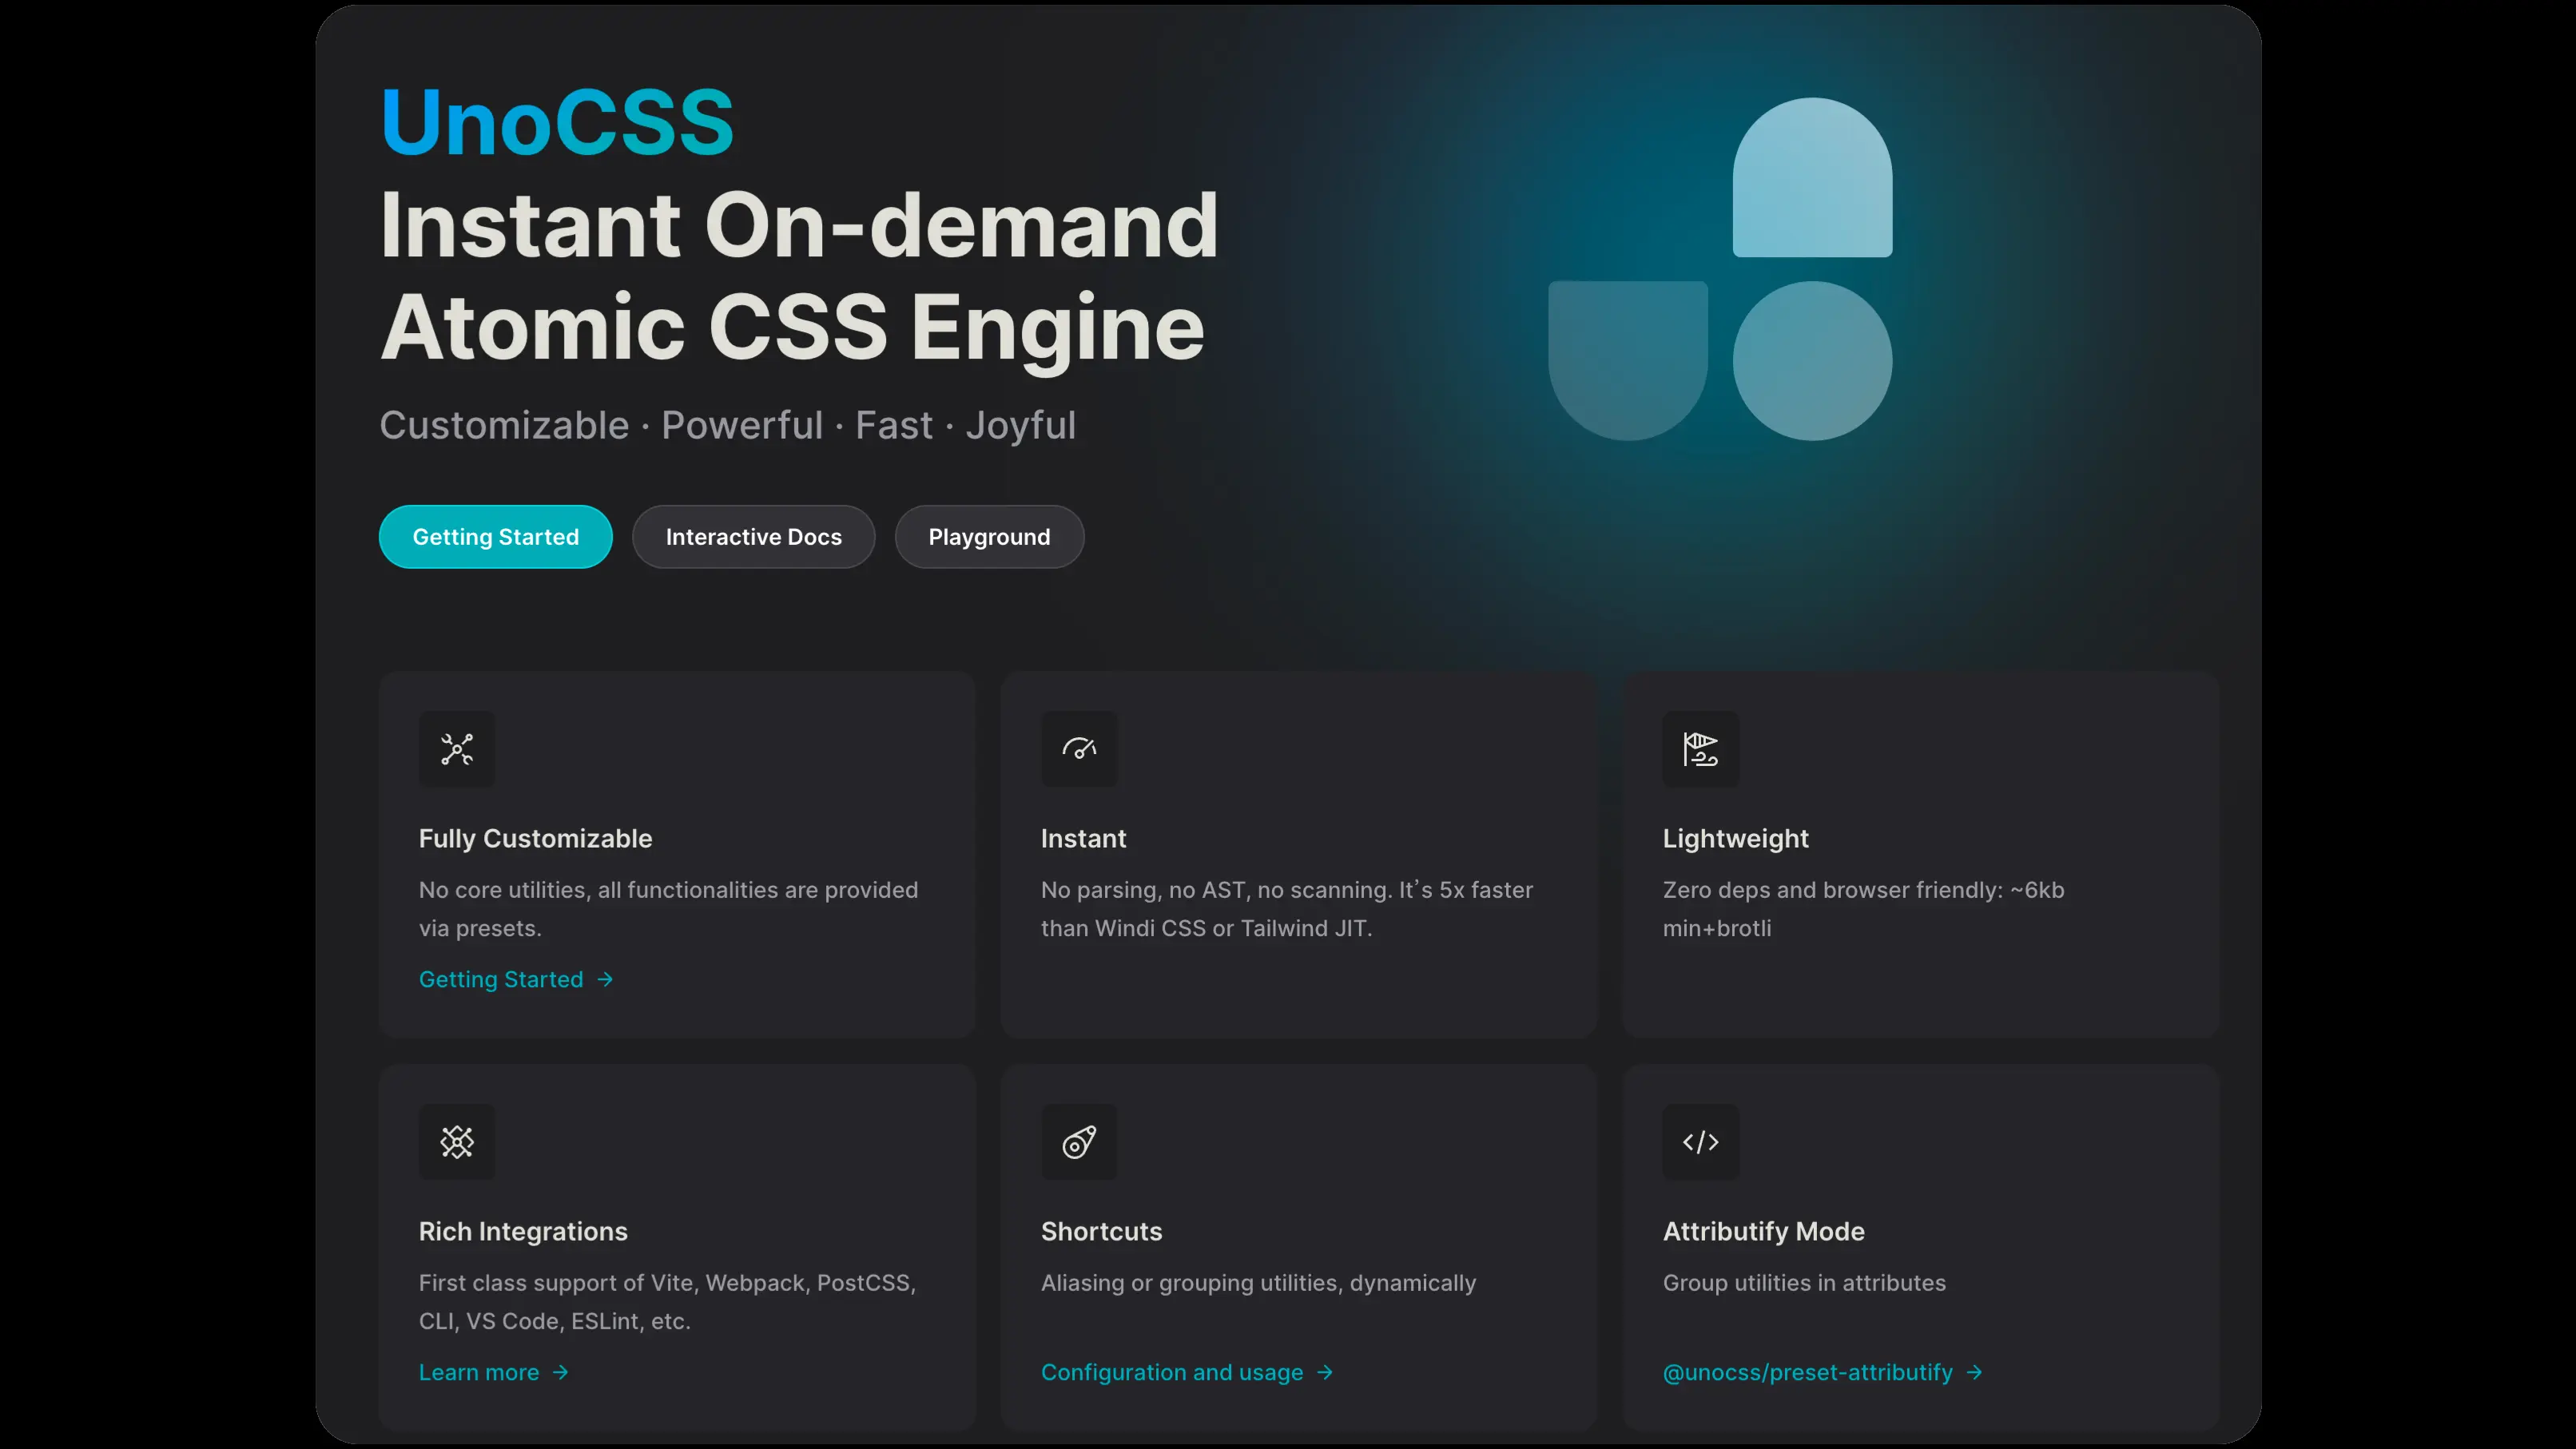 UnoCSS
Instant On-demand
Atomic CSS Engine
Customizable · Powerful · Fast · Joyful
Getting Started
Interactive Docs
Playground
Fully Customizable
No core utilities, all functionalities are provided
via presets.
Getting Started →
Instant
No parsing, no AST, no scanning. It’s 5x faster
than Windi CSS or Tailwind JIT.
Lightweight
Zero deps and browser friendly: ~6kb
min+brotli
Rich Integrations
First class support of Vite, Webpack, PostCSS,
CLI, VS Code, ESLint, etc.
Learn more →
Shortcuts
Aliasing or grouping utilities, dynamically
Configuration and usage →
Attributify Mode
Group utilities in attributes
@unocss/preset-attributify →